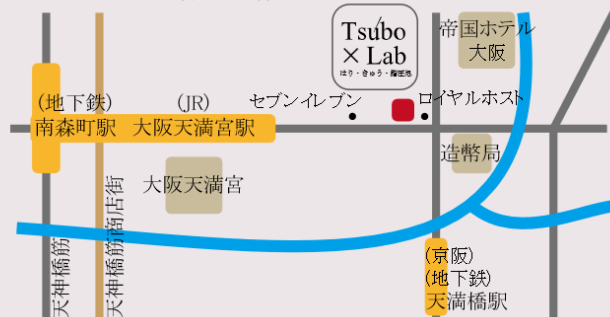 Tsubo
× Lab
はり・きゅう・指圧処
帝国ホテル
大阪
(地下鉄)
南森町駅
(JR)
大阪天満宮駅
セブンイレブン
ロイヤルホスト
造幣局
大阪天満宮
天神橋筋
天神橋筋商店街
(京阪)
(地下鉄)
天満橋駅